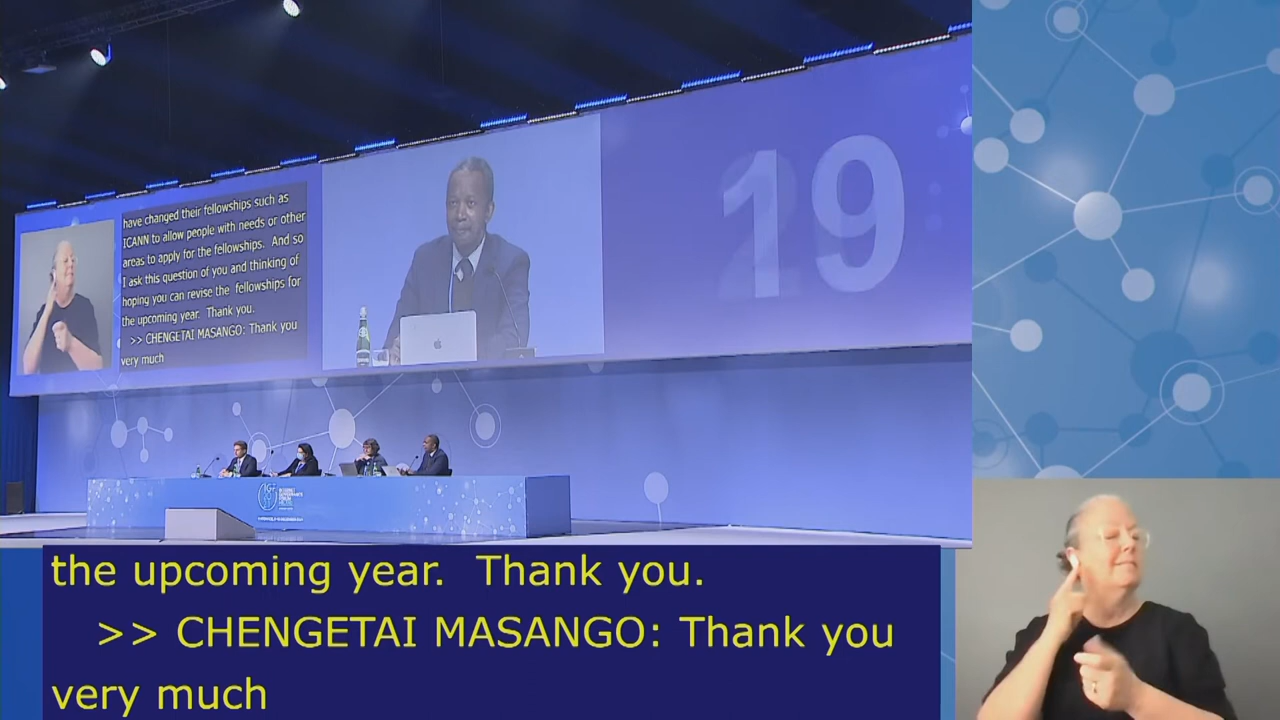 have changed their fellowships such as
ICANN to allow people with needs or other
areas to apply for the fellowships. And so
I ask this question of you and thinking of
hoping you can revise the fellowships for
the upcoming year. Thank you.
>> CHENGETAI MASANGO: Thank you
very much
19
INTERNET
GOVERNANCE
FORUM
the upcoming year. Thank you.
>> CHENGETAI MASANGO: Thank you
very much